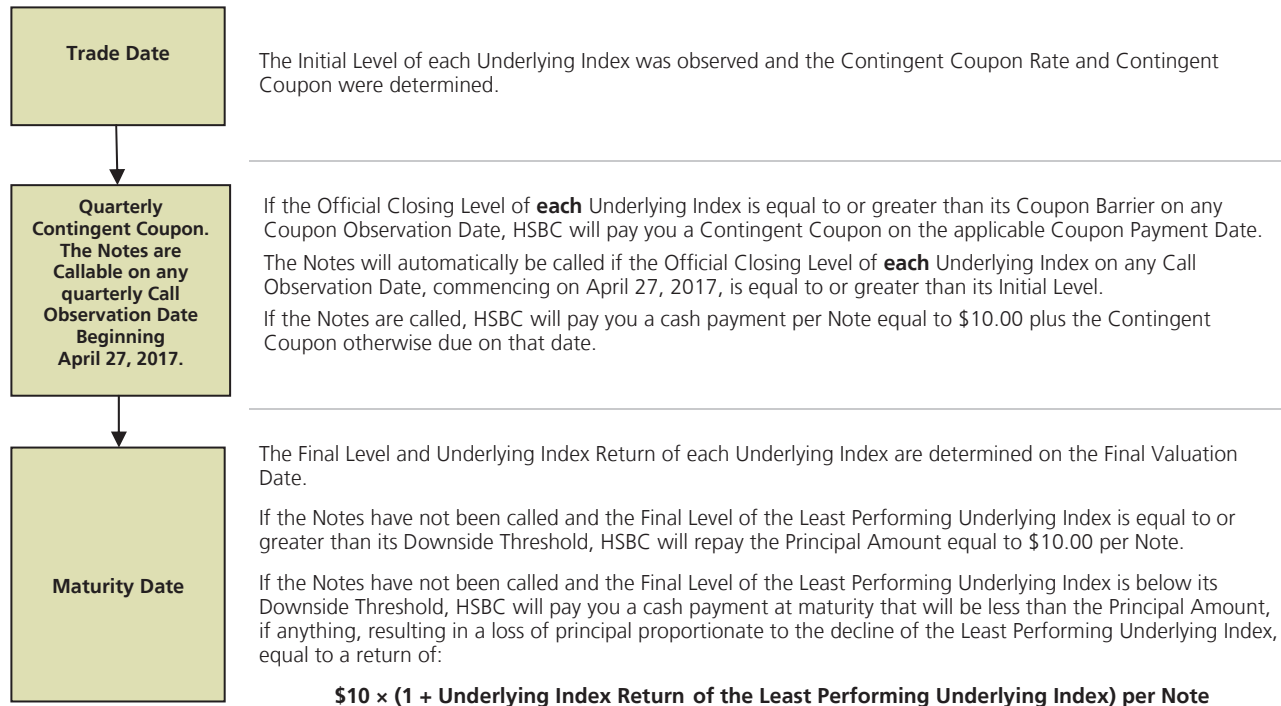 Trade Date
The Initial Level of each Underlying Index was observed and the Contingent Coupon Rate and Contingent
Coupon were determined.
Quarterly
Contingent Coupon.
The Notes are
Callable on any
quarterly Call
Observation Date
Beginning
April 27, 2017.
If the Official Closing Level of each Underlying Index is equal to or greater than its Coupon Barrier on any
Coupon Observation Date, HSBC will pay you a Contingent Coupon on the applicable Coupon Payment Date.
The Notes will automatically be called if the Official Closing Level of each Underlying Index on any Call
Observation Date, commencing on April 27, 2017, is equal to or greater than its Initial Level.
If the Notes are called, HSBC will pay you a cash payment per Note equal to $10.00 plus the Contingent
Coupon otherwise due on that date.
Maturity Date
The Final Level and Underlying Index Return of each Underlying Index are determined on the Final Valuation
Date.
If the Notes have not been called and the Final Level of the Least Performing Underlying Index is equal to or
greater than its Downside Threshold, HSBC will repay the Principal Amount equal to $10.00 per Note.
If the Notes have not been called and the Final Level of the Least Performing Underlying Index is below its
Downside Threshold, HSBC will pay you a cash payment at maturity that will be less than the Principal Amount,
if anything, resulting in a loss of principal proportionate to the decline of the Least Performing Underlying Index,
equal to a return of:
$10 × (1 + Underlying Index Return of the Least Performing Underlying Index) per Note